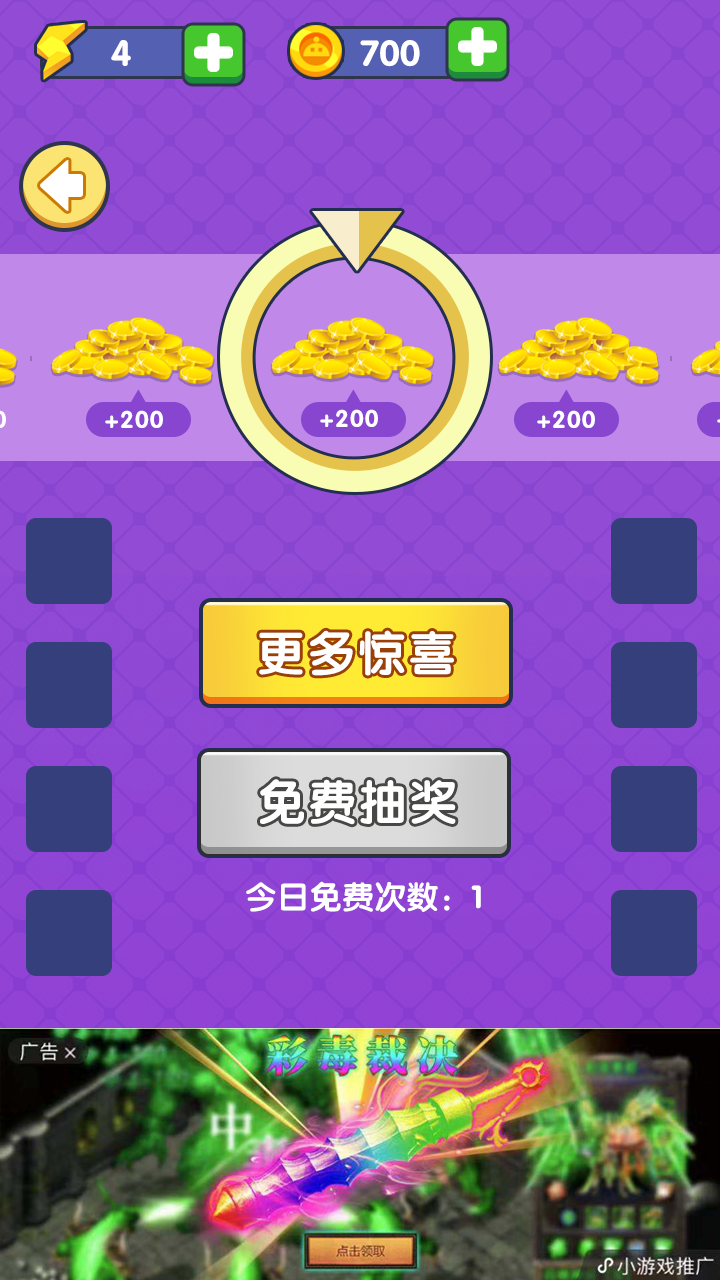 4
700
+200
+200
+200
更多惊喜
免费抽奖
今日免费次数：1
广告 ×
彩毒裁决
中
点击领取
小游戏推广